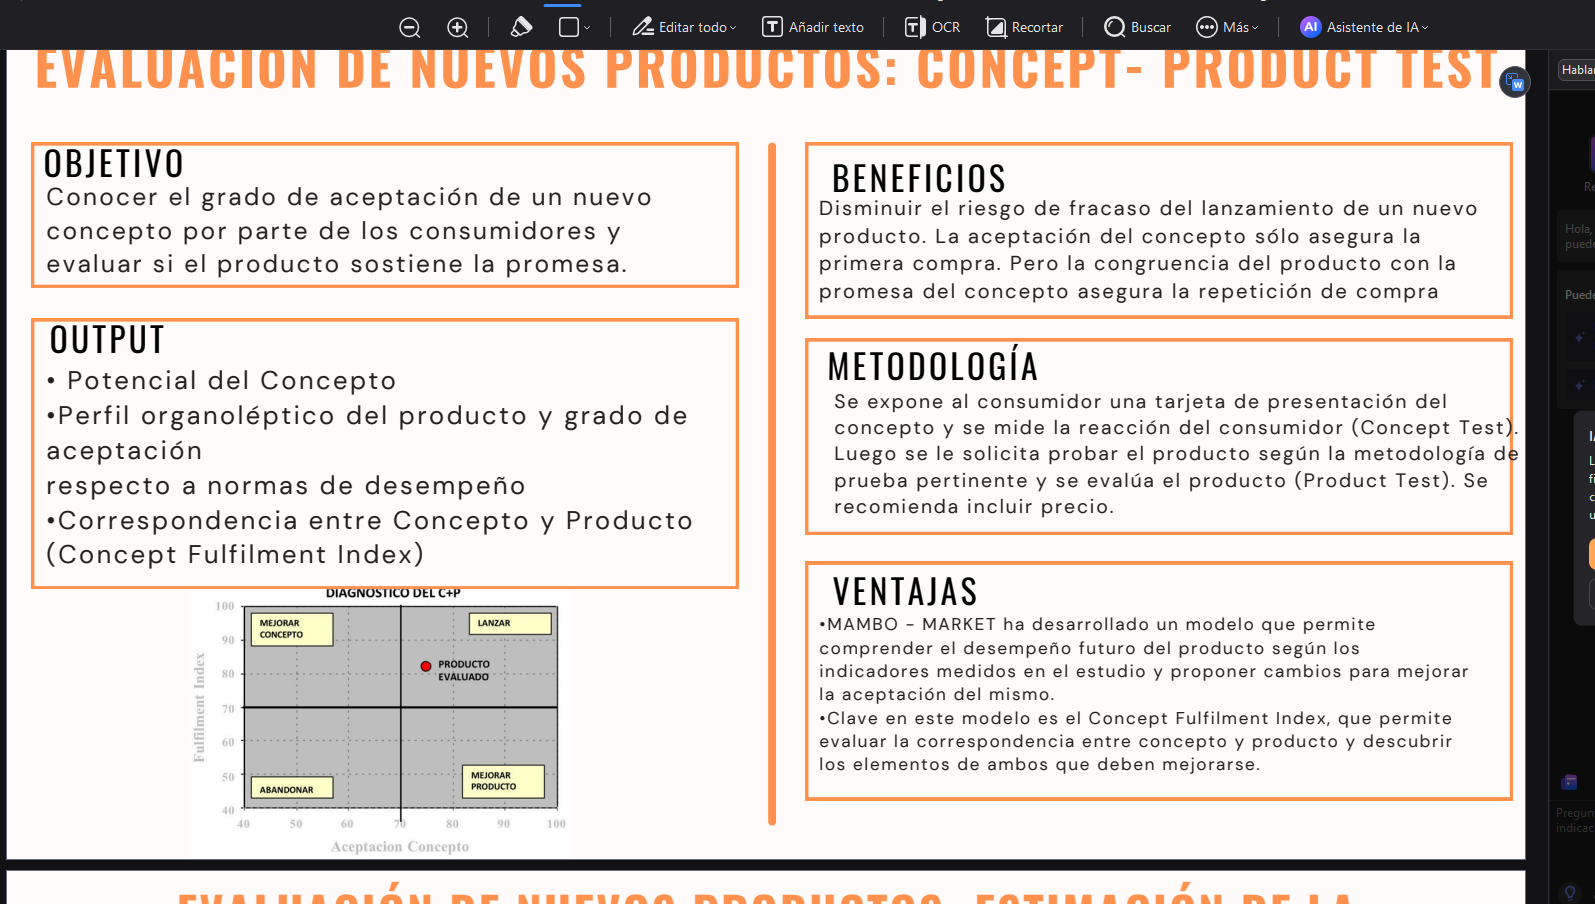 Editar todo
Añadir texto
OCR
Recortar
Buscar
Más
AI Asistente de IA
EVALUACIÓN DE NUEVOS PRODUCTOS: CONCEPT- PRODUCT TEST
OBJETIVO
Conocer el grado de aceptación de un nuevo
concepto por parte de los consumidores y
evaluar si el producto sostiene la promesa.
OUTPUT
• Potencial del Concepto
•Perfil organoléptico del producto y grado de
aceptación
respecto a normas de desempeño
•Correspondencia entre Concepto y Producto
(Concept Fulfilment Index)
DIAGNOSTICO DEL C+P
Fulfilment Index
100
90
80
70
60
50
40
MEJORAR
CONCEPTO
LANZAR
PRODUCTO
EVALUADO
ABANDONAR
MEJORAR
PRODUCTO
40 50 60 70 80 90 100
Aceptacion Concepto
BENEFICIOS
Disminuir el riesgo de fracaso del lanzamiento de un nuevo
producto. La aceptación del concepto sólo asegura la
primera compra. Pero la congruencia del producto con la
promesa del concepto asegura la repetición de compra
METODOLOGÍA
Se expone al consumidor una tarjeta de presentación del
concepto y se mide la reacción del consumidor (Concept Test).
Luego se le solicita probar el producto según la metodología de
prueba pertinente y se evalúa el producto (Product Test). Se
recomienda incluir precio.
VENTAJAS
•MAMBO - MARKET ha desarrollado un modelo que permite
comprender el desempeño futuro del producto según los
indicadores medidos en el estudio y proponer cambios para mejorar
la aceptación del mismo.
•Clave en este modelo es el Concept Fulfilment Index, que permite
evaluar la correspondencia entre concepto y producto y descubrir
los elementos de ambos que deben mejorarse.
EVALUACIÓN DE NUEVOS PRODUCTOS: ESTIMACIÓN DE LA
Hablar
Hola,